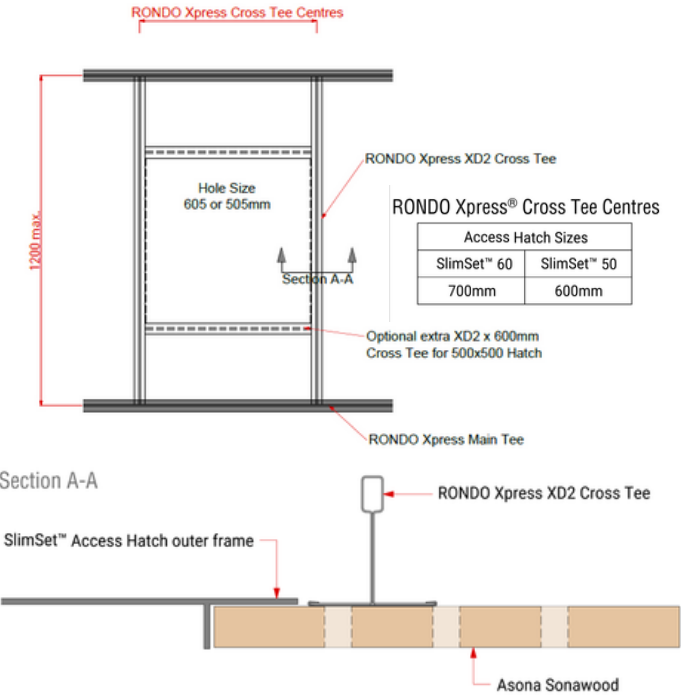 RONDO Xpress Cross Tee Centres
RONDO Xpress XD2 Cross Tee
Hole Size
605 or 505mm
1200 max.
Section A-A
RONDO Xpress® Cross Tee Centres
Access Hatch Sizes
SlimSet™ 60 SlimSet™ 50
700mm 600mm
Optional extra XD2 x 600mm
Cross Tee for 500x500 Hatch
RONDO Xpress Main Tee
Section A-A
RONDO Xpress XD2 Cross Tee
SlimSet™ Access Hatch outer frame
Asona Sonawood